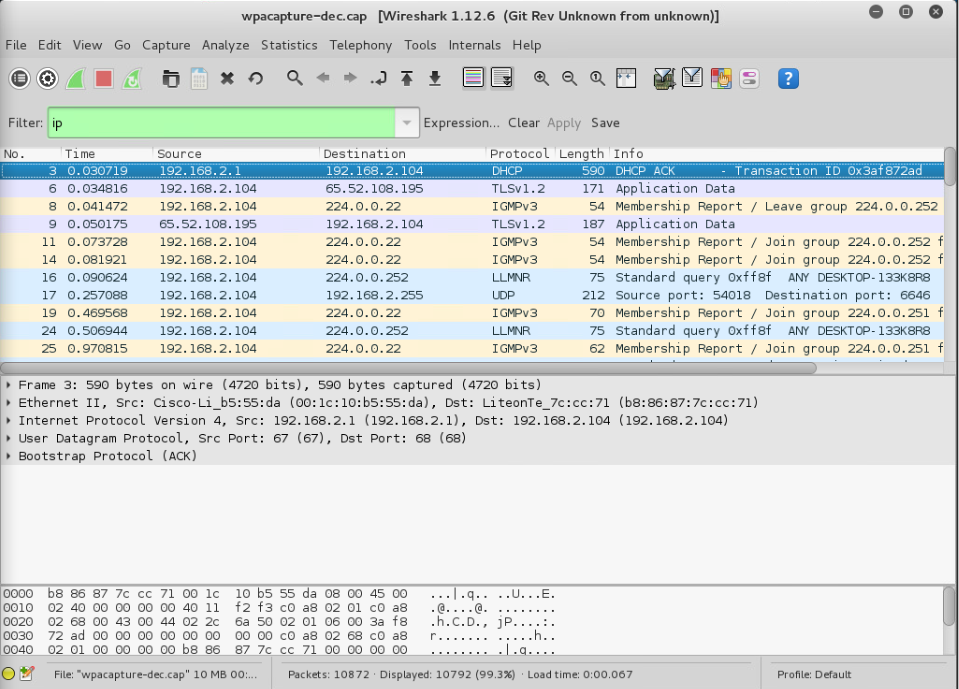 wpacapture-dec.cap [Wireshark 1.12.6 (Git Rev Unknown from unknown)]
File Edit View Go Capture Analyze Statistics Telephony Tools Internals Help
Filter: ip Expression... Clear Apply Save
No. Time Source Destination Protocol Length Info
3 0.030719 192.168.2.1 192.168.2.104 DHCP 590 DHCP ACK - Transaction ID 0x3af872ad
6 0.034816 192.168.2.104 65.52.108.195 TLSv1.2 171 Application Data
8 0.041472 192.168.2.104 224.0.0.22 IGMPv3 54 Membership Report / Leave group 224.0.0.252
9 0.050175 65.52.108.195 192.168.2.104 TLSv1.2 187 Application Data
11 0.073728 192.168.2.104 224.0.0.22 IGMPv3 54 Membership Report / Join group 224.0.0.252 f
14 0.081921 192.168.2.104 224.0.0.22 IGMPv3 54 Membership Report / Join group 224.0.0.252 f
16 0.090624 192.168.2.104 224.0.0.252 LLMNR 75 Standard query 0xff8f ANY DESKTOP-133K8R8
17 0.257088 192.168.2.104 192.168.2.255 UDP 212 Source port: 54018 Destination port: 6646
19 0.469568 192.168.2.104 224.0.0.22 IGMPv3 70 Membership Report / Join group 224.0.0.251 f
24 0.506944 192.168.2.104 224.0.0.252 LLMNR 75 Standard query 0xff8f ANY DESKTOP-133K8R8
25 0.970815 192.168.2.104 224.0.0.22 IGMPv3 62 Membership Report / Join group 224.0.0.251 f
Frame 3: 590 bytes on wire (4720 bits), 590 bytes captured (4720 bits)
Ethernet II, Src: Cisco-Li_b5:55:da (00:1c:10:b5:55:da), Dst: LiteonTe_7c:cc:71 (b8:86:87:7c:cc:71)
Internet Protocol Version 4, Src: 192.168.2.1 (192.168.2.1), Dst: 192.168.2.104 (192.168.2.104)
User Datagram Protocol, Src Port: 67 (67), Dst Port: 68 (68)
Bootstrap Protocol (ACK)
0000 b8 86 87 7c cc 71 00 1c 10 b5 55 da 08 00 45 00 ...|.q.. ..U...E.
0010 02 40 00 00 00 00 40 11 f2 f3 c0 a8 02 01 c0 a8 .@....@. ........
0020 02 68 00 43 00 44 02 2c 6a 50 02 01 06 00 3a f8 .h.C.D., jP....:.
0030 72 ad 00 00 00 00 00 00 00 00 c0 a8 02 68 c0 a8 r....... .....h..
0040 02 01 00 00 00 00 b8 86 87 7c cc 71 00 00 00 00 ........ .|.q....
File: "wpacapture-dec.cap" 10 MB 00:... Packets: 10872 · Displayed: 10792 (99.3%) · Load time: 0:00.067 Profile: Default